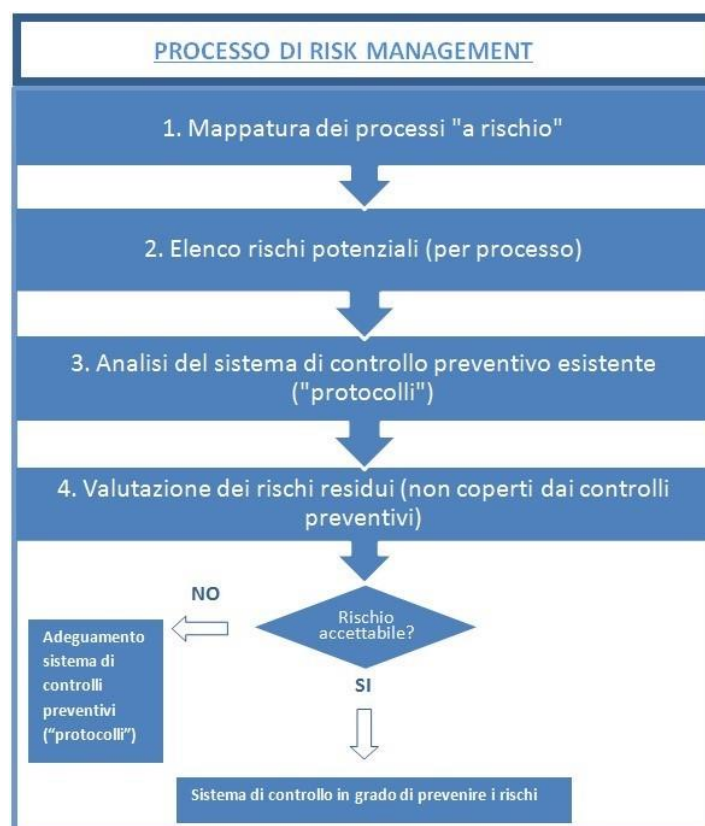 PROCESSO DI RISK MANAGEMENT
1. Mappatura dei processi "a rischio"
2. Elenco rischi potenziali (per processo)
3. Analisi del sistema di controllo preventivo esistente
("protocolli")
4. Valutazione dei rischi residui (non coperti dai controlli
preventivi)
Rischio
accettabile?
NO
Adeguamento
sistema di
controlli
preventivi
(“protocolli”)
SI
Sistema di controllo in grado di prevenire i rischi